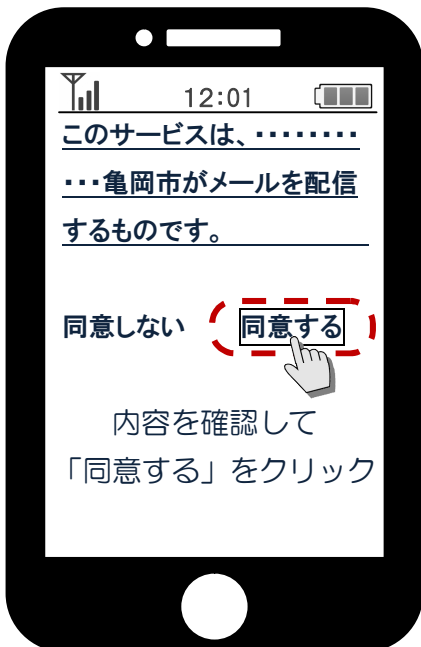 12:01
このサービスは、・・・・・・・・
・・・亀岡市がメールを配信
するものです。
同意しない 同意する
内容を確認して
「同意する」をクリック